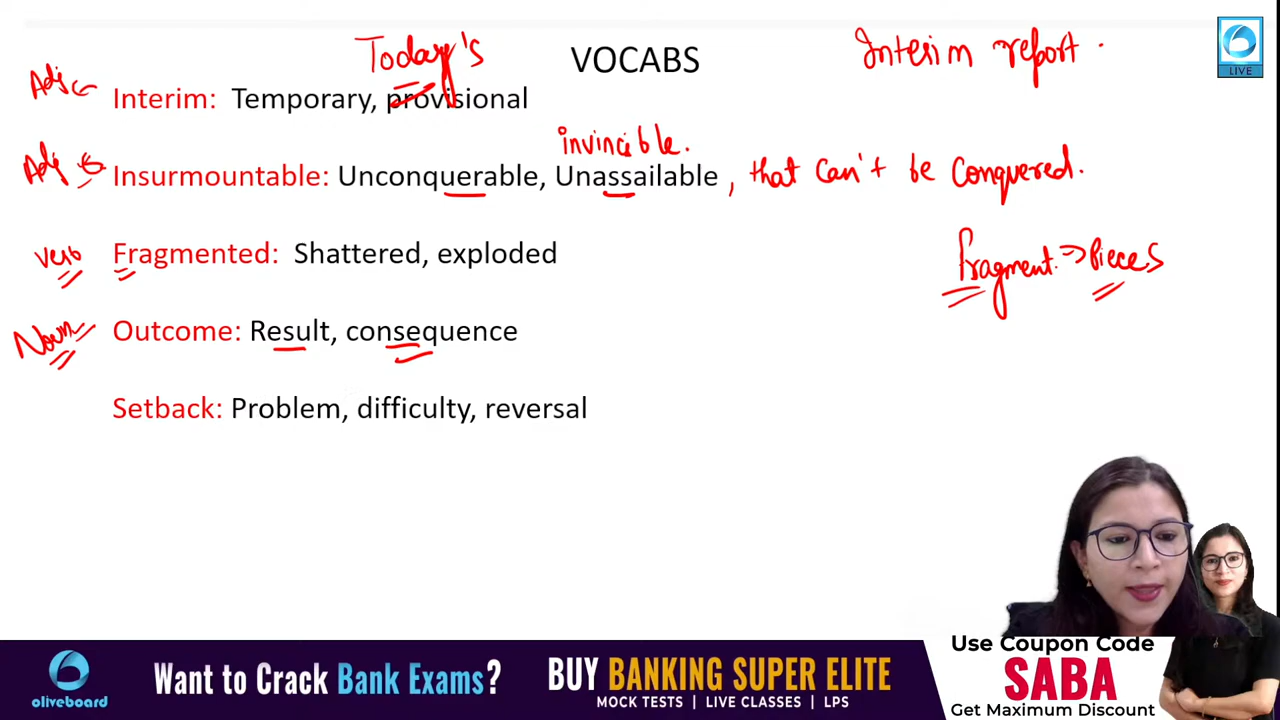 Today's
VOCABS
Interim report.
LIVE
Adj
Interim: Temporary, provisional
invincible.
Adj
Insurmountable: Unconquerable, Unassailable, that can't be conquered.
Verb
Fragmented: Shattered, exploded
Fragment. ⇒ Pieces
Noun
Outcome: Result, consequence
Setback: Problem, difficulty, reversal
oliveboard
Want to Crack Bank Exams?
BUY BANKING SUPER ELITE
MOCK TESTS | LIVE CLASSES | LPS
Use Coupon Code
SABA
Get Maximum Discount